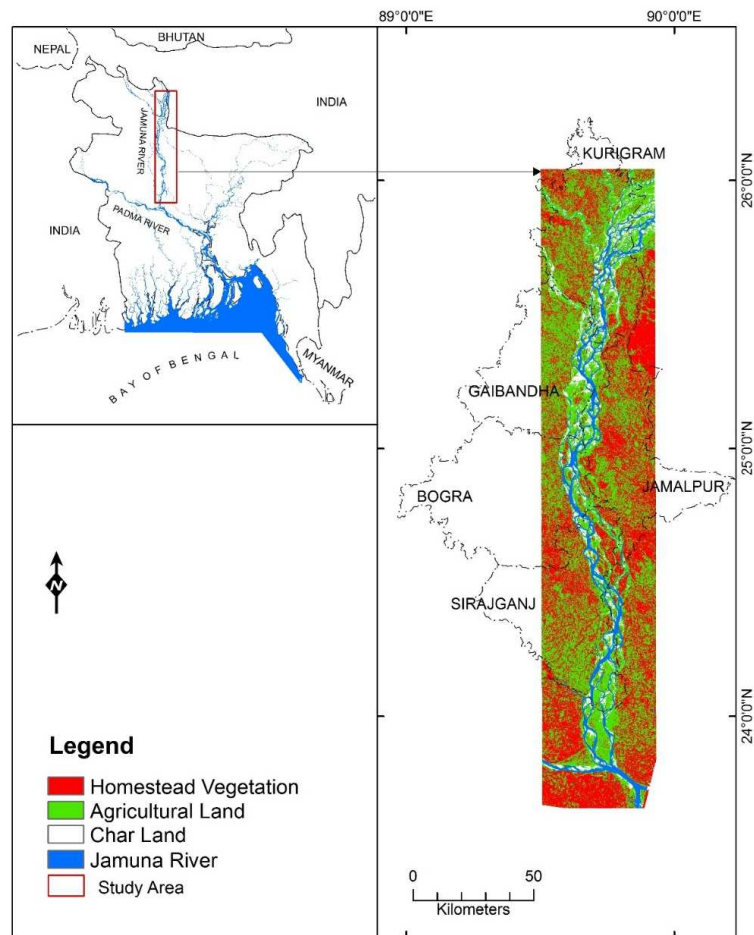 89°0'0"E
90°0'0"E
BHUTAN
NEPAL
INDIA
JAMUNA RIVER
PADMA RIVER
INDIA
BAY OF BENGAL
MYANMAR
KURIGRAM
26°0'0"N
GAIBANDHA
25°0'0"N
JAMALPUR
BOGRA
SIRAJGANJ
24°0'0"N
N
Legend
Homestead Vegetation
Agricultural Land
Char Land
Jamuna River
Study Area
0 50
Kilometers